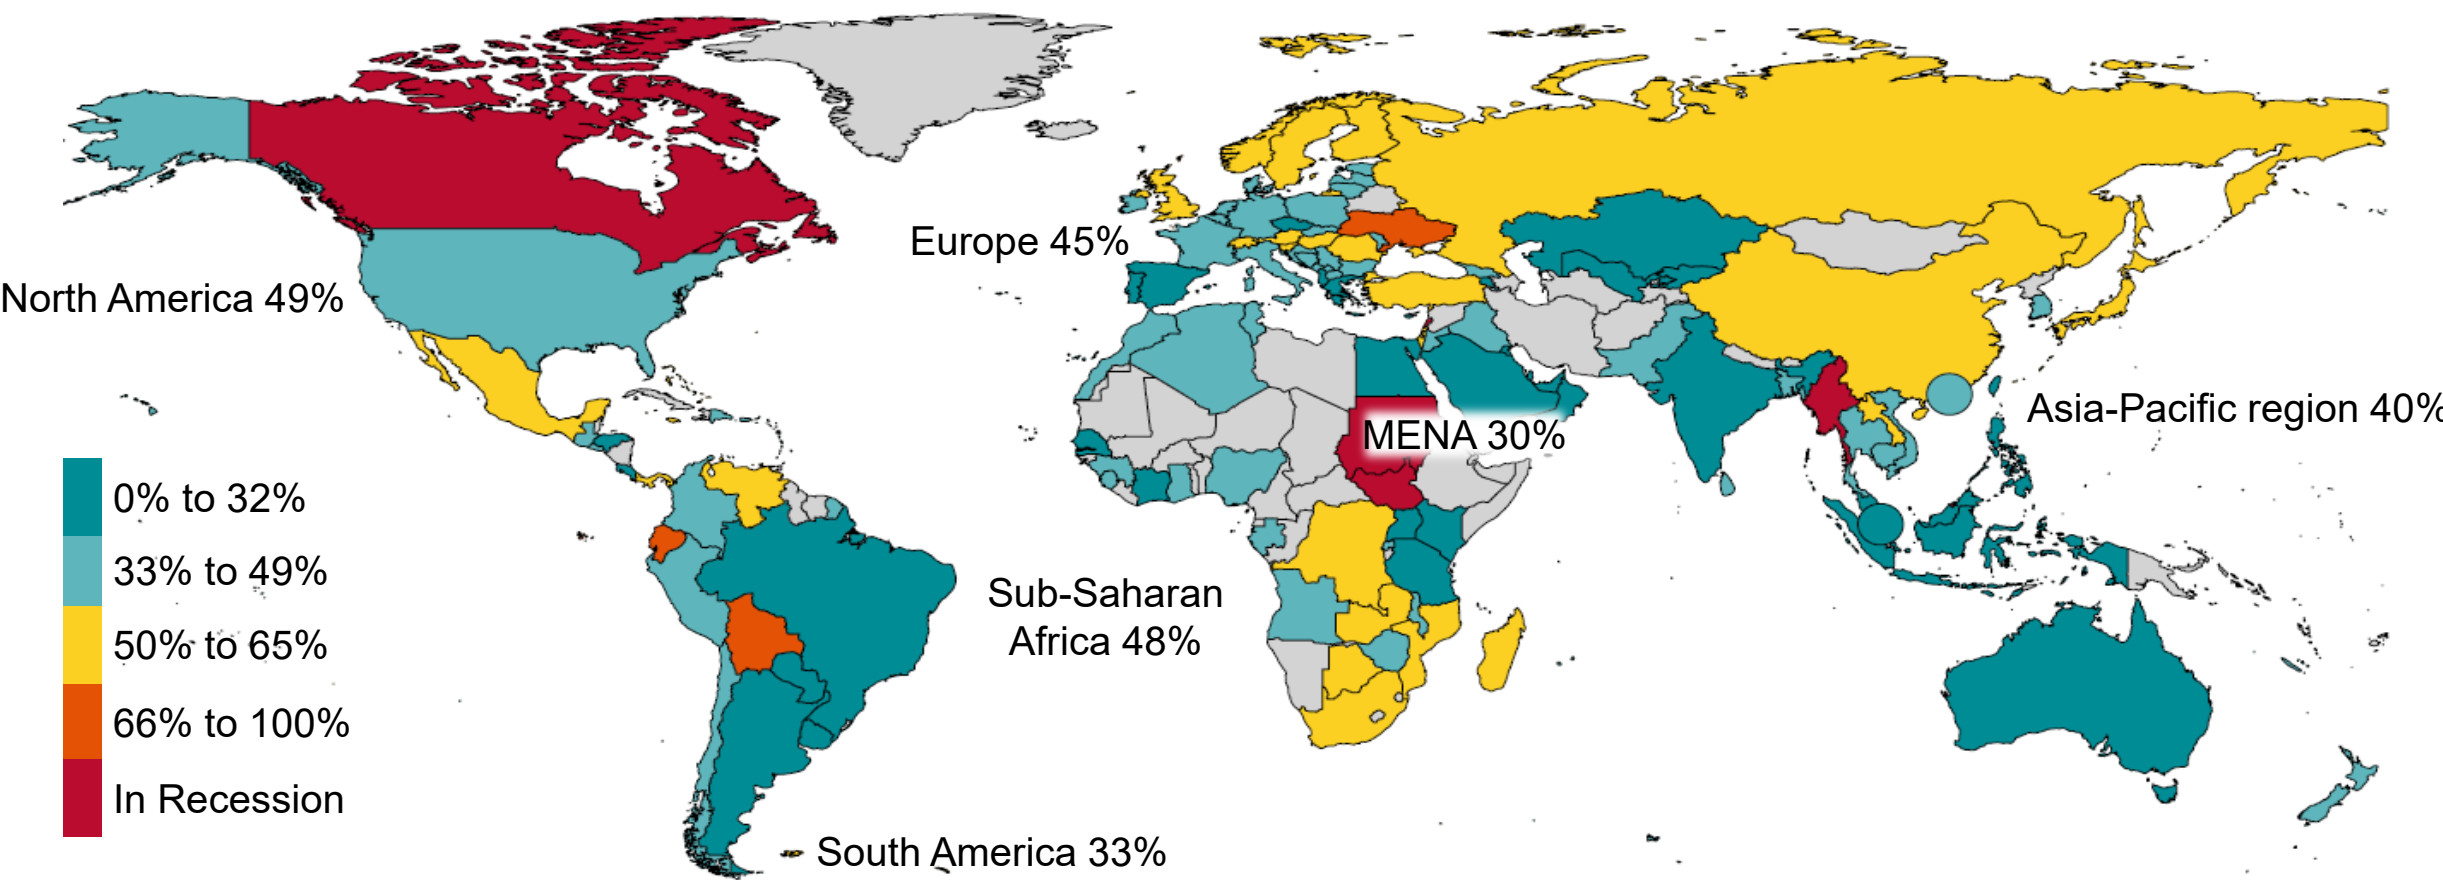 Europe 45%
North America 49%
Asia-Pacific region 40%
MENA 30%
0% to 32%
33% to 49%
50% to 65%
66% to 100%
In Recession
Sub-Saharan
Africa 48%
South America 33%